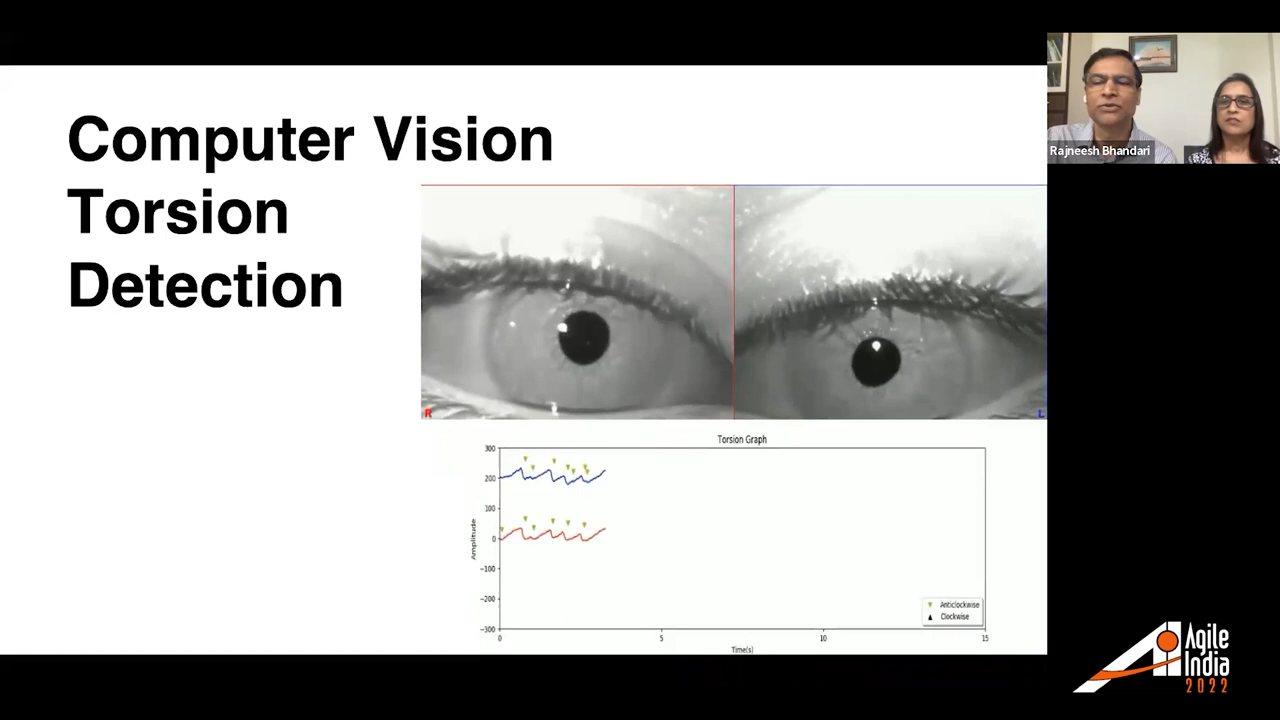 Computer Vision
Torsion
Detection
Rajneesh Bhandari
R
L
Torsion Graph
300
200
100
0
−100
−200
−300
Amplitude
0
5
10
15
Time(s)
Anticlockwise
Clockwise
Agile
India
2022